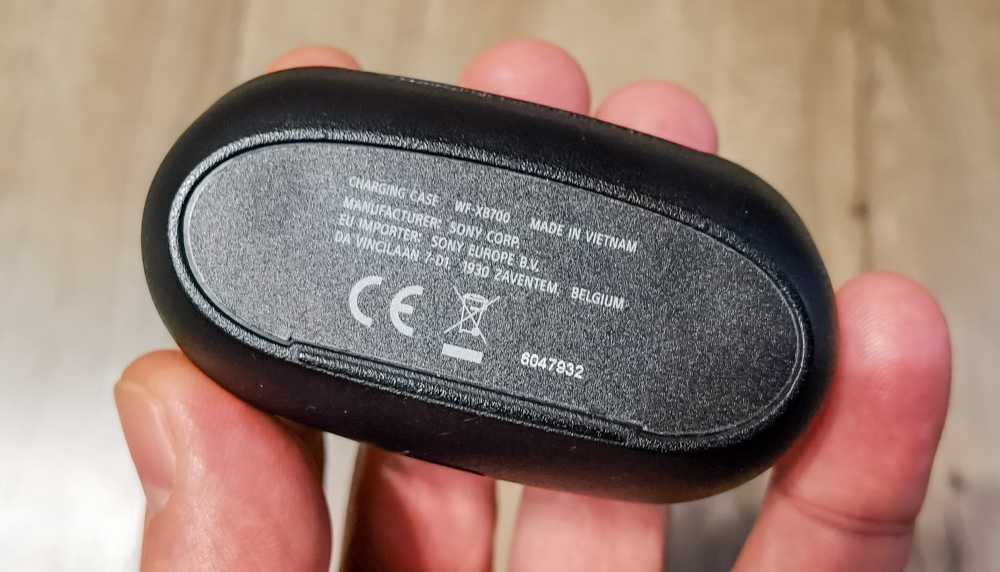 CHARGING CASE WF-XB700 MADE IN VIETNAM
MANUFACTURER: SONY CORP.
EU IMPORTER: SONY EUROPE B.V.
DA VINCILAAN 7-D1 1930 ZAVENTEM, BELGIUM
CE
6047932